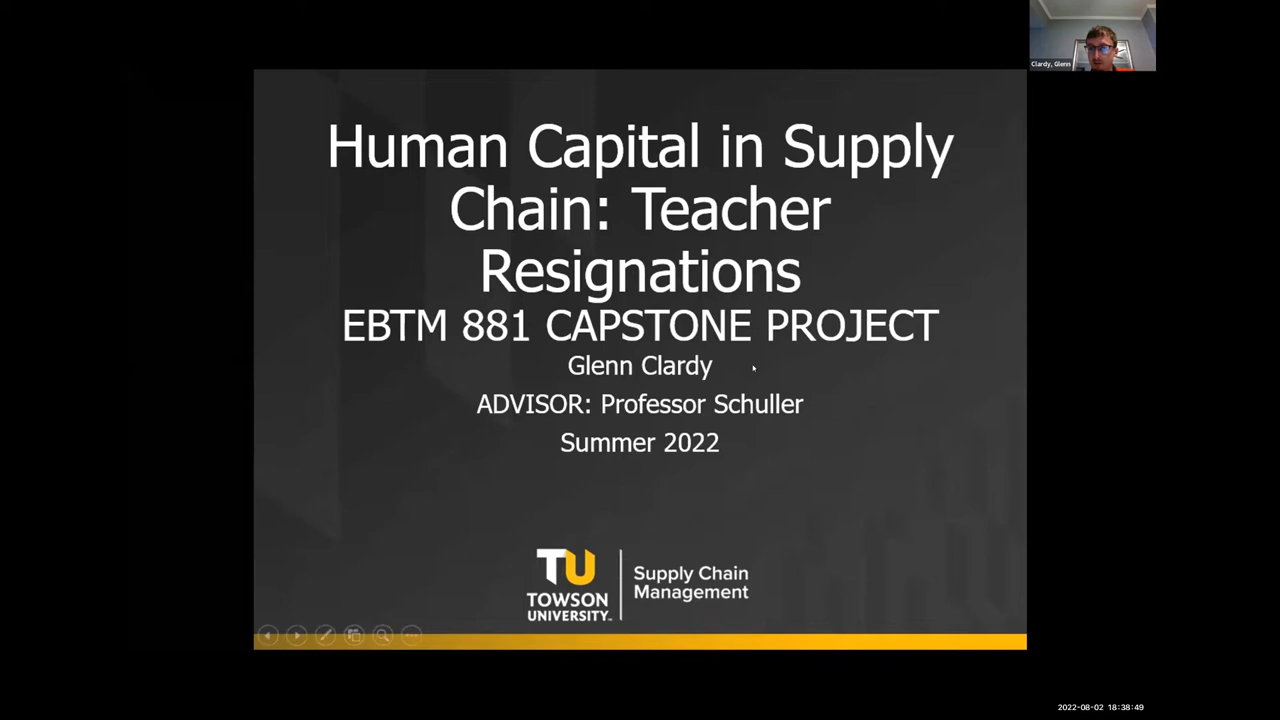 Clardy, Glenn
Human Capital in Supply
Chain: Teacher
Resignations
EBTM 881 CAPSTONE PROJECT
Glenn Clardy
ADVISOR: Professor Schuller
Summer 2022
TU
TOWSON
UNIVERSITY™
Supply Chain
Management
2022-08-02 18:38:49